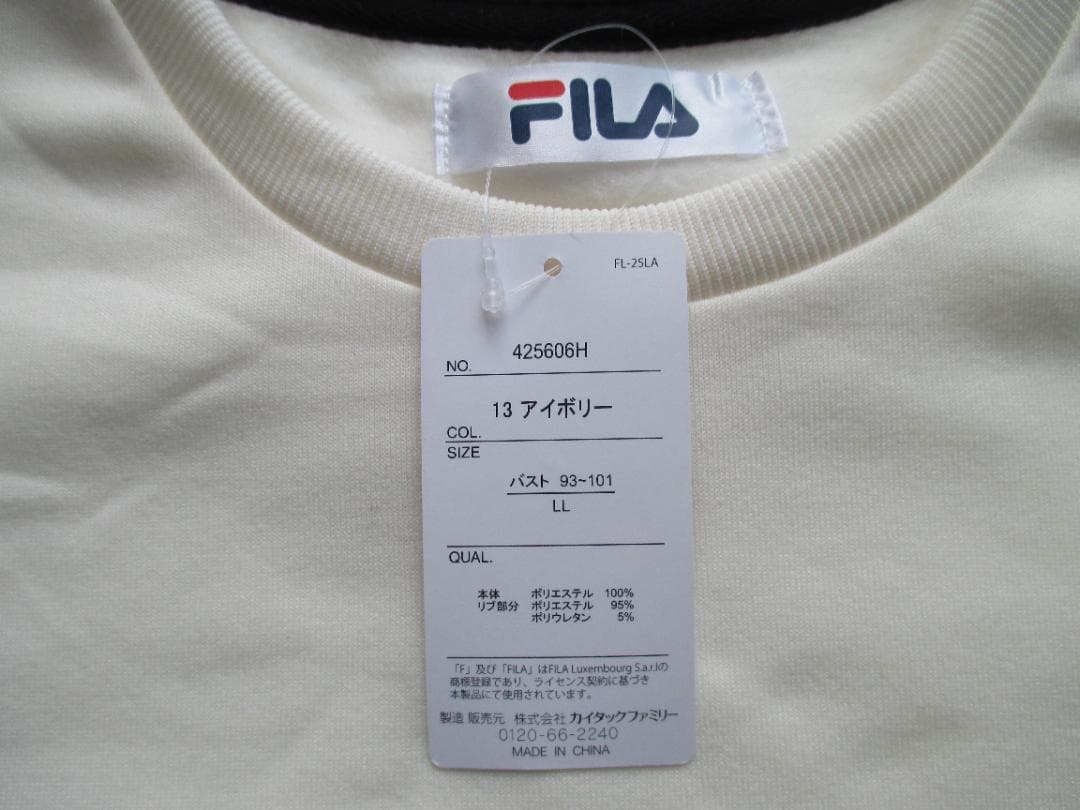 FILA
FL-25LA
NO. 425606H
13 アイボリー
COL.
SIZE
バスト 93~101
LL
QUAL.
本体 ポリエステル 100%
リブ部分 ポリエステル 95%
ポリウレタン 5%
「F」及び「FILA」はFILA Luxembourg S.a.r.lの
商標登録であり、ライセンス契約に基づき
本製品にて使用されています。
製造 販売元 株式会社 カイタックファミリー
0120-66-2240
MADE IN CHINA